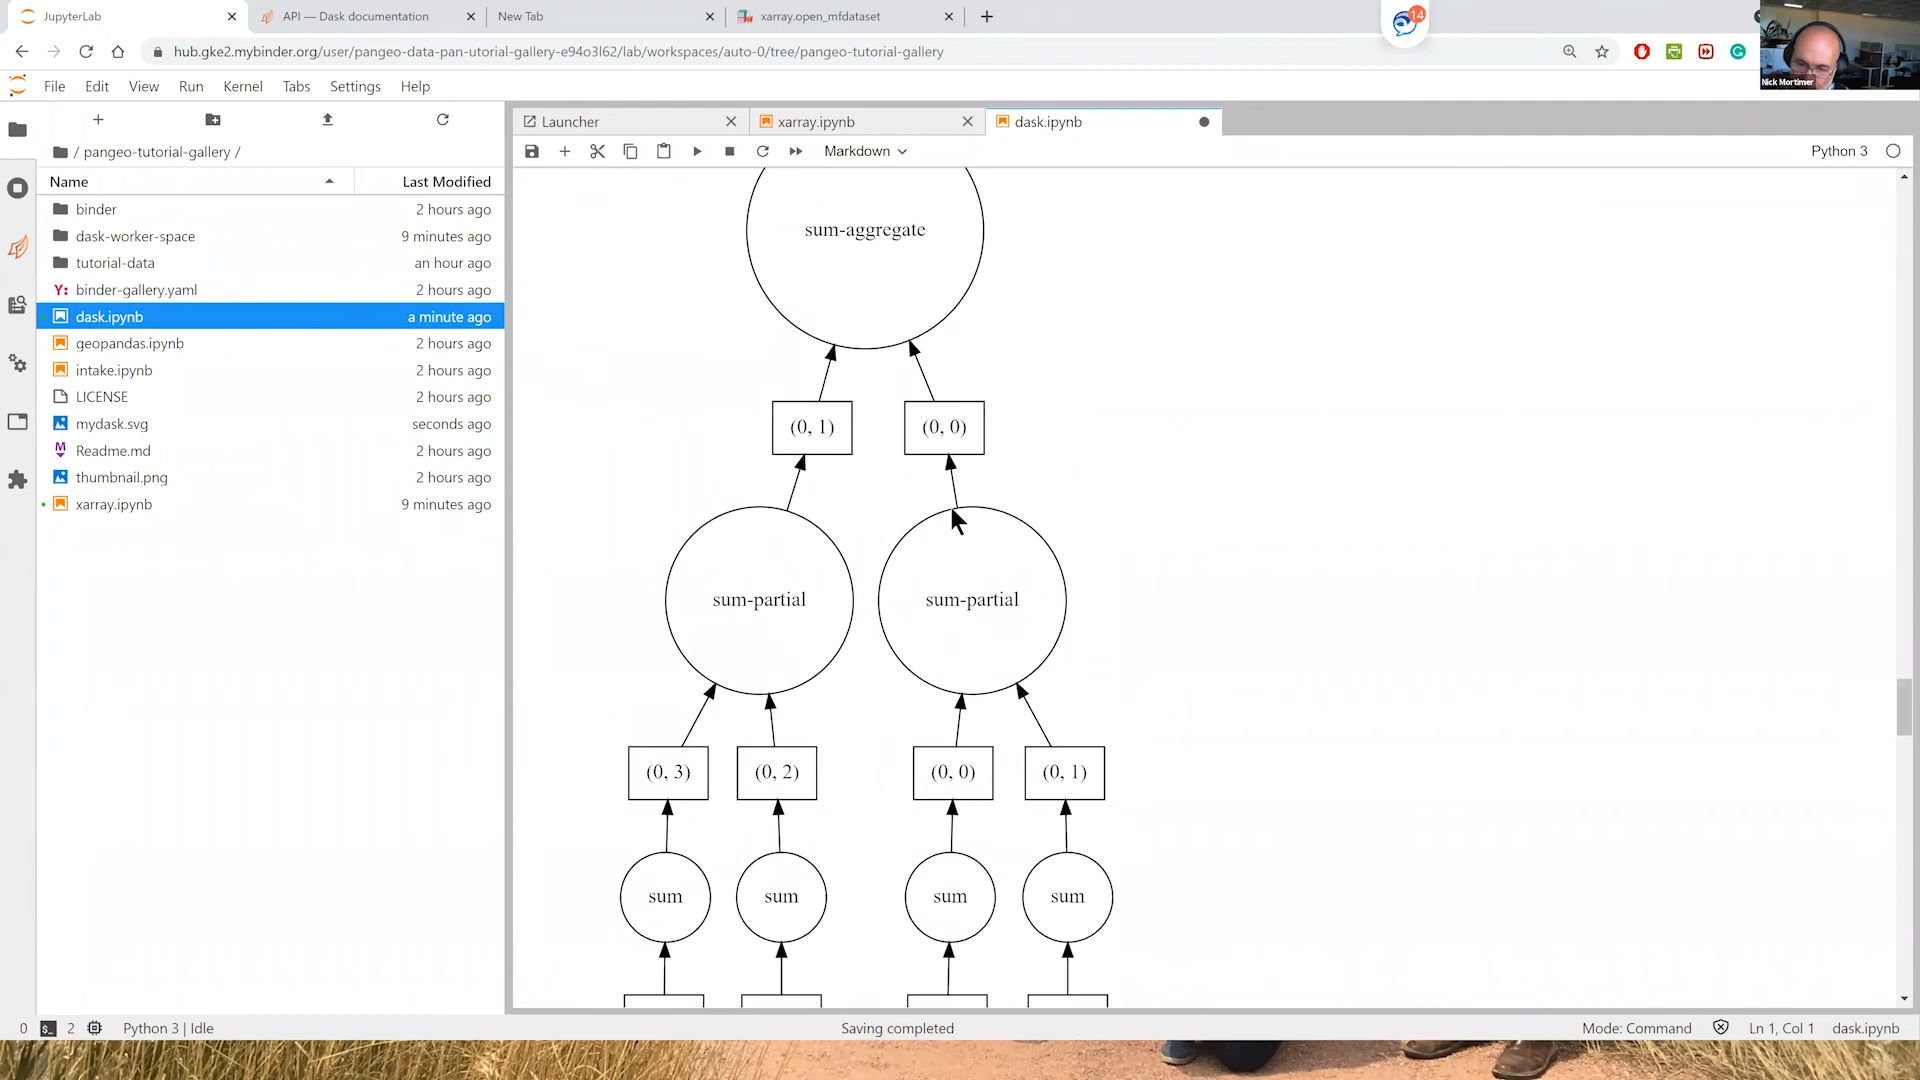 JupyterLab
API — Dask documentation
New Tab
xarray.open_mfdataset
14
hub.gke2.mybinder.org/user/pangeo-data-pan-utorial-gallery-e94o3l62/lab/workspaces/auto-0/tree/pangeo-tutorial-gallery
Nick Mortimer
File Edit View Run Kernel Tabs Settings Help
Launcher
xarray.ipynb
dask.ipynb
/ pangeo-tutorial-gallery /
Markdown
Python 3
Name Last Modified
binder 2 hours ago
dask-worker-space 9 minutes ago
tutorial-data an hour ago
Y: binder-gallery.yaml 2 hours ago
dask.ipynb a minute ago
geopandas.ipynb 2 hours ago
intake.ipynb 2 hours ago
LICENSE 2 hours ago
mydask.svg seconds ago
M Readme.md 2 hours ago
thumbnail.png 2 hours ago
xarray.ipynb 9 minutes ago
sum-aggregate
(0, 1) (0, 0)
sum-partial sum-partial
(0, 3) (0, 2) (0, 0) (0, 1)
sum sum sum sum
0 $_ 2 Python 3 | Idle
Saving completed
Mode: Command
Ln 1, Col 1
dask.ipynb